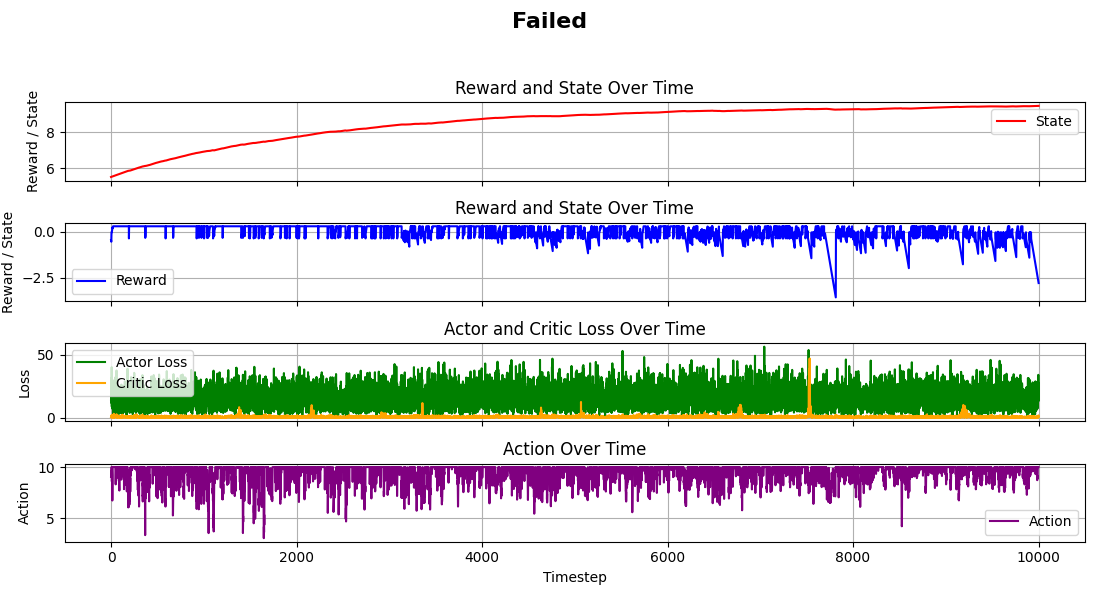 Failed
Reward and State Over Time
Reward / State
8
6
State
Reward and State Over Time
Reward / State
0.0
−2.5
Reward
Actor and Critic Loss Over Time
Loss
50
0
Actor Loss
Critic Loss
Action Over Time
Action
10
5
Action
0 2000 4000 6000 8000 10000
Timestep